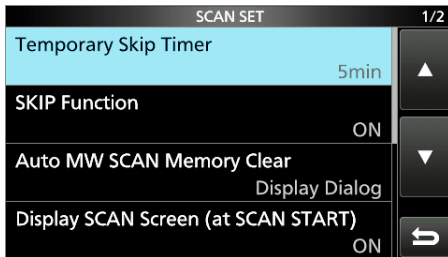 SCAN SET 1/2
Temporary Skip Timer
5min
SKIP Function
ON
Auto MW SCAN Memory Clear
Display Dialog
Display SCAN Screen (at SCAN START)
ON